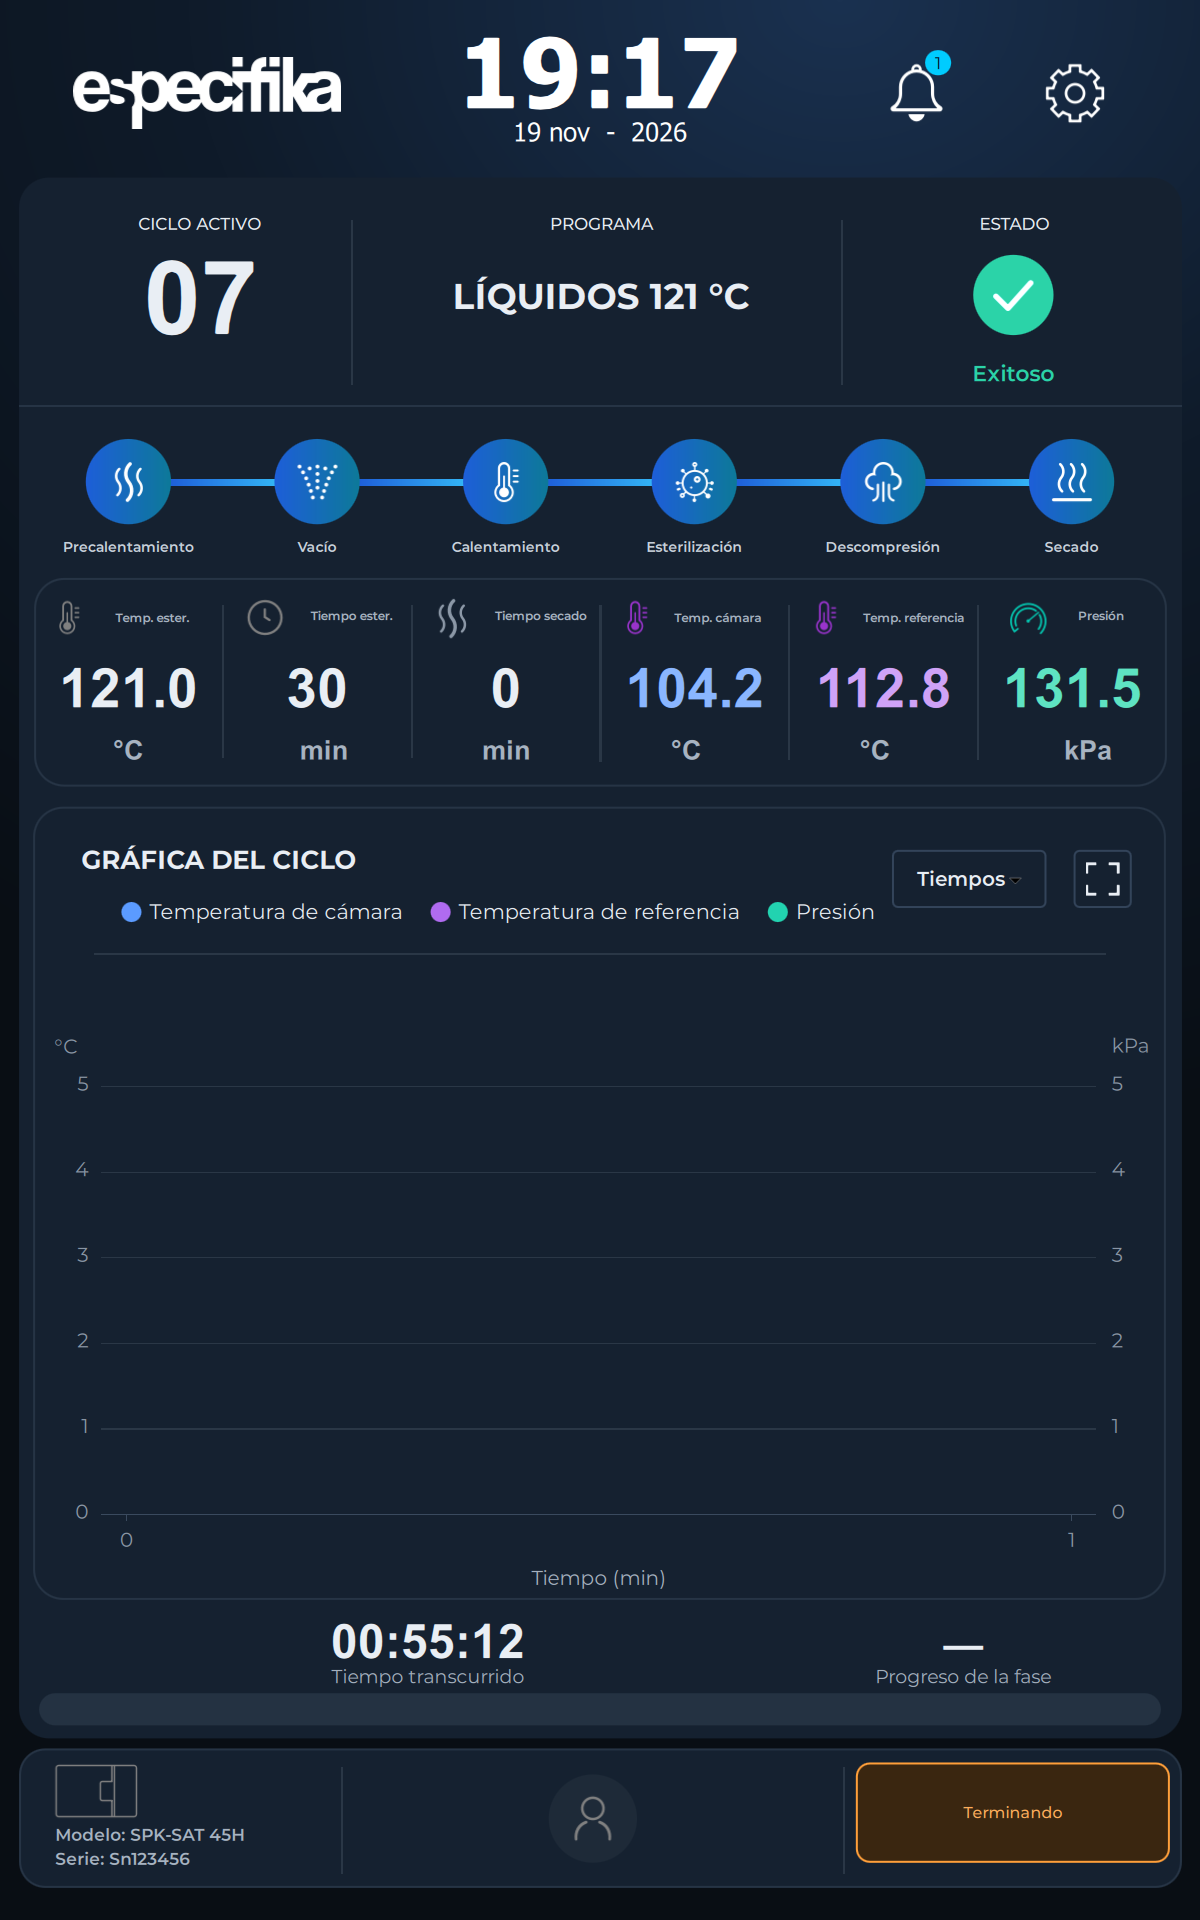 especifika
19:17
19 nov - 2026
1
CICLO ACTIVO
07
PROGRAMA
LÍQUIDOS 121 °C
ESTADO
Exitoso
Precalentamiento
Vacío
Calentamiento
Esterilización
Descompresión
Secado
Temp. ester.
121.0
°C
Tiempo ester.
30
min
Tiempo secado
0
min
Temp. cámara
104.2
°C
Temp. referencia
112.8
°C
Presión
131.5
kPa
GRÁFICA DEL CICLO
Tiempos
Temperatura de cámara
Temperatura de referencia
Presión
°C
kPa
5
5
4
4
3
3
2
2
1
1
0
0
0
1
Tiempo (min)
00:55:12
Tiempo transcurrido
—
Progreso de la fase
Modelo: SPK-SAT 45H
Serie: Sn123456
Terminando